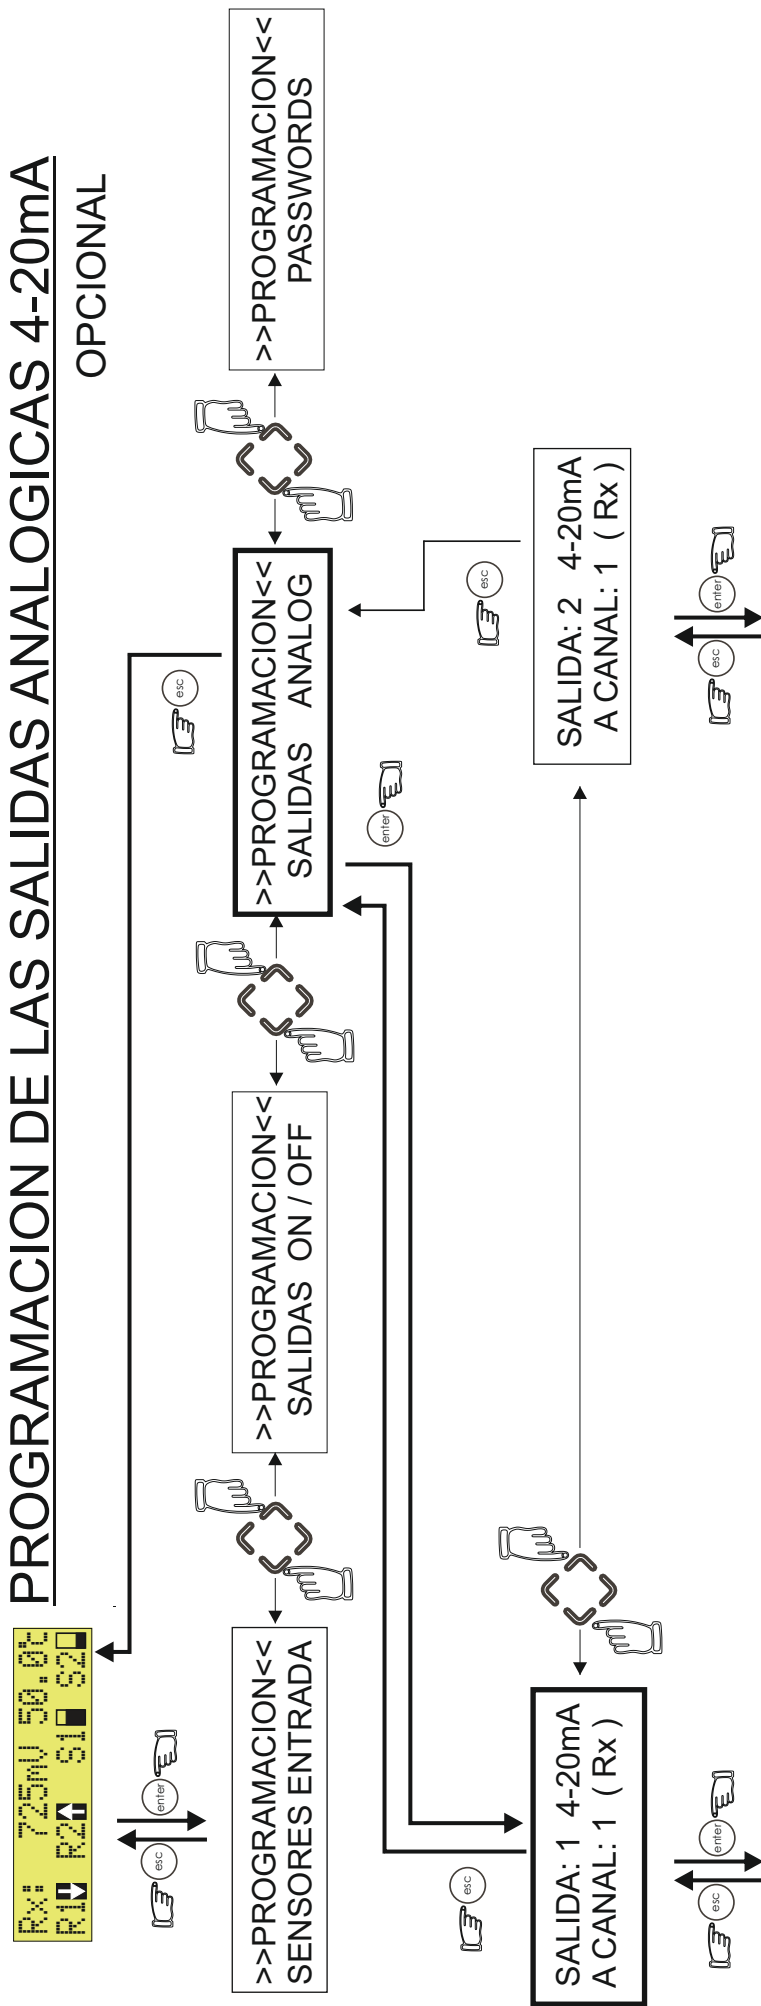 PROGRAMACION DE LAS SALIDAS ANALOGICAS 4-20mA
OPCIONAL
Rx: 725mV 50.0ºC
R1 R2 S1 S2
esc
enter
esc
>>PROGRAMACION<<
SENSORES ENTRADA
>>PROGRAMACION<<
SALIDAS ON / OFF
>>PROGRAMACION<<
SALIDAS ANALOG
>>PROGRAMACION<<
PASSWORDS
enter
esc
esc
SALIDA: 1 4-20mA
A CANAL: 1 ( Rx )
SALIDA: 2 4-20mA
A CANAL: 1 ( Rx )
esc
enter
esc
enter